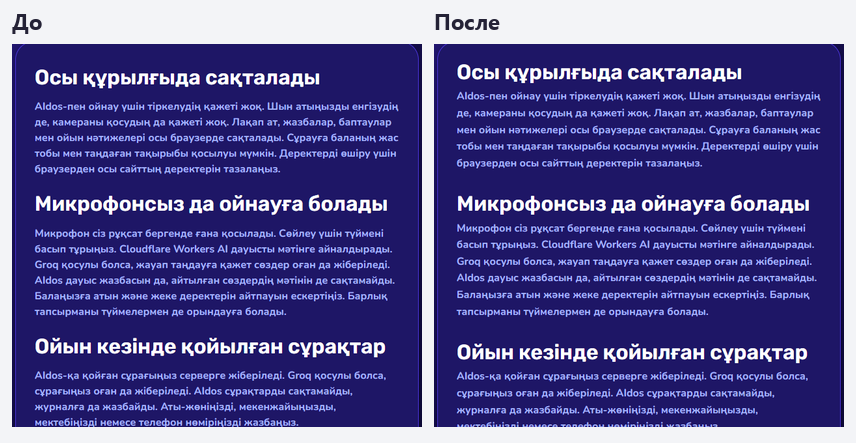 До
Осы құрылғыда сақталады
Aldos-пен ойнау үшін тіркелудің қажеті жоқ. Шын атыңызды енгізудің
де, камераны қосудың да қажеті жоқ. Лақап ат, жазбалар, баптаулар
мен ойын нәтижелері осы браузерде сақталады. Сұрауға баланың жас
тобы мен таңдаған тақырыбы қосылуы мүмкін. Деректерді өшіру үшін
браузерден осы сайттың деректерін тазалаңыз.
Микрофонсыз да ойнауға болады
Микрофон сіз рұқсат бергенде ғана қосылады. Сөйлеу үшін түймені
басып тұрыңыз. Cloudflare Workers AI дауысты мәтінге айналдырады.
Groq қосулы болса, жауап таңдауға қажет сөздер оған да жіберіледі.
Aldos дауыс жазбасын да, айтылған сөздердің мәтінін де сақтамайды.
Балаңызға атын және жеке деректерін айтпауын ескертіңіз. Барлық
тапсырманы түймелермен де орындауға болады.
Ойын кезінде қойылған сұрақтар
Aldos-қа қойған сұрағыңыз серверге жіберіледі. Groq қосулы болса,
сұрағыңыз оған да жіберіледі. Aldos сұрақтарды сақтамайды,
журналға да жазбайды. Аты-жөніңізді, мекенжайыңызды,
мектебіңізді немесе телефон нөміріңізді жазбаңыз.
После
Осы құрылғыда сақталады
Aldos-пен ойнау үшін тіркелудің қажеті жоқ. Шын атыңызды енгізудің
де, камераны қосудың да қажеті жоқ. Лақап ат, жазбалар, баптаулар
мен ойын нәтижелері осы браузерде сақталады. Сұрауға баланың жас
тобы мен таңдаған тақырыбы қосылуы мүмкін. Деректерді өшіру үшін
браузерден осы сайттың деректерін тазалаңыз.
Микрофонсыз да ойнауға болады
Микрофон сіз рұқсат бергенде ғана қосылады. Сөйлеу үшін түймені
басып тұрыңыз. Cloudflare Workers AI дауысты мәтінге айналдырады.
Groq қосулы болса, жауап таңдауға қажет сөздер оған да жіберіледі.
Aldos дауыс жазбасын да, айтылған сөздердің мәтінін де сақтамайды.
Балаңызға атын және жеке деректерін айтпауын ескертіңіз. Барлық
тапсырманы түймелермен де орындауға болады.
Ойын кезінде қойылған сұрақтар
Aldos-қа қойған сұрағыңыз серверге жіберіледі. Groq қосулы болса,
сұрағыңыз оған да жіберіледі. Aldos сұрақтарды сақтамайды,
журналға да жазбайды. Аты-жөніңізді, мекенжайыңызды,
мектебіңізді немесе телефон нөміріңізді жазбаңыз.